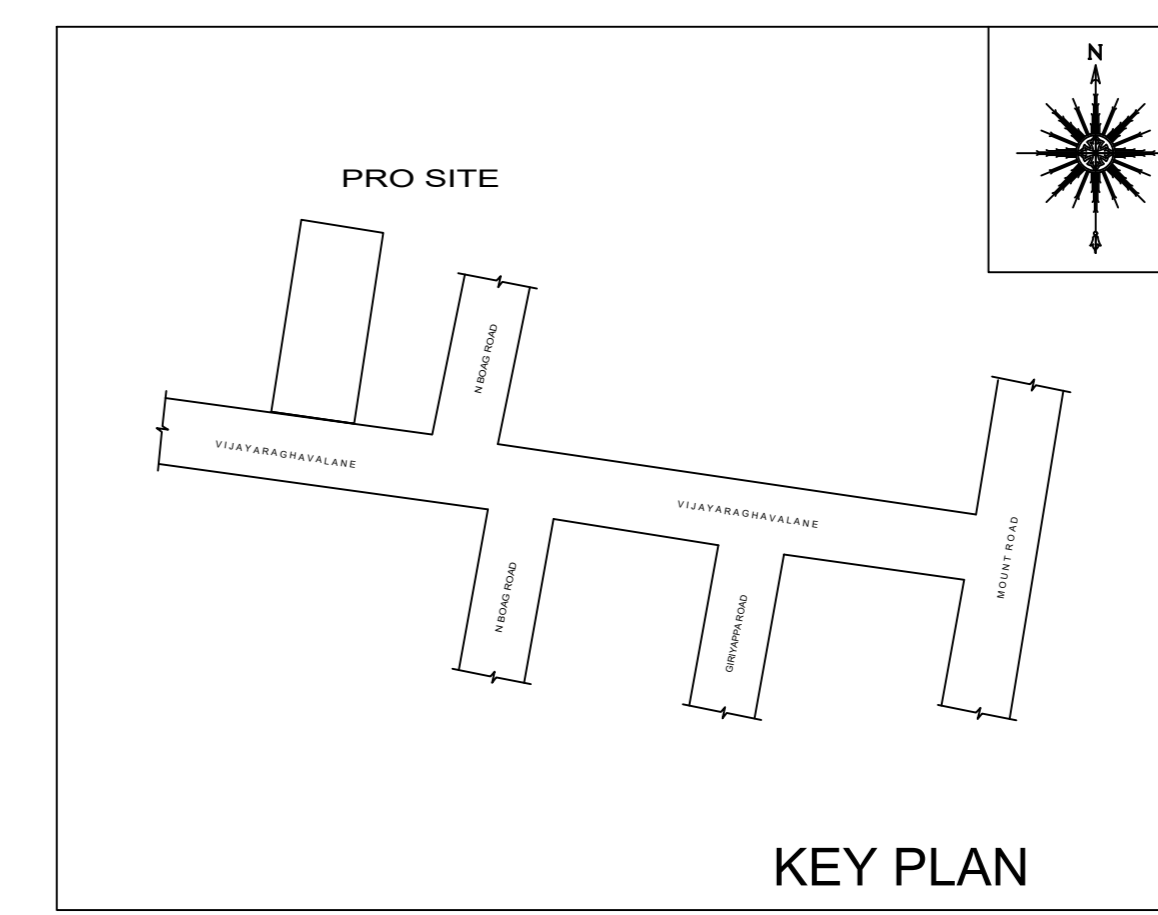 N
PRO SITE
N BOAG ROAD
VIJAYARAGHAVALANE
VIJAYARAGHAVALANE
MOUNT ROAD
N BOAG ROAD
GIRIYAPPA ROAD
KEY PLAN